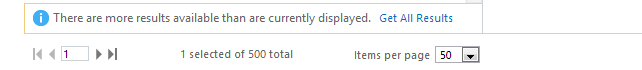 There are more results available than are currently displayed. Get All Results
1 1 selected of 500 total Items per page 50